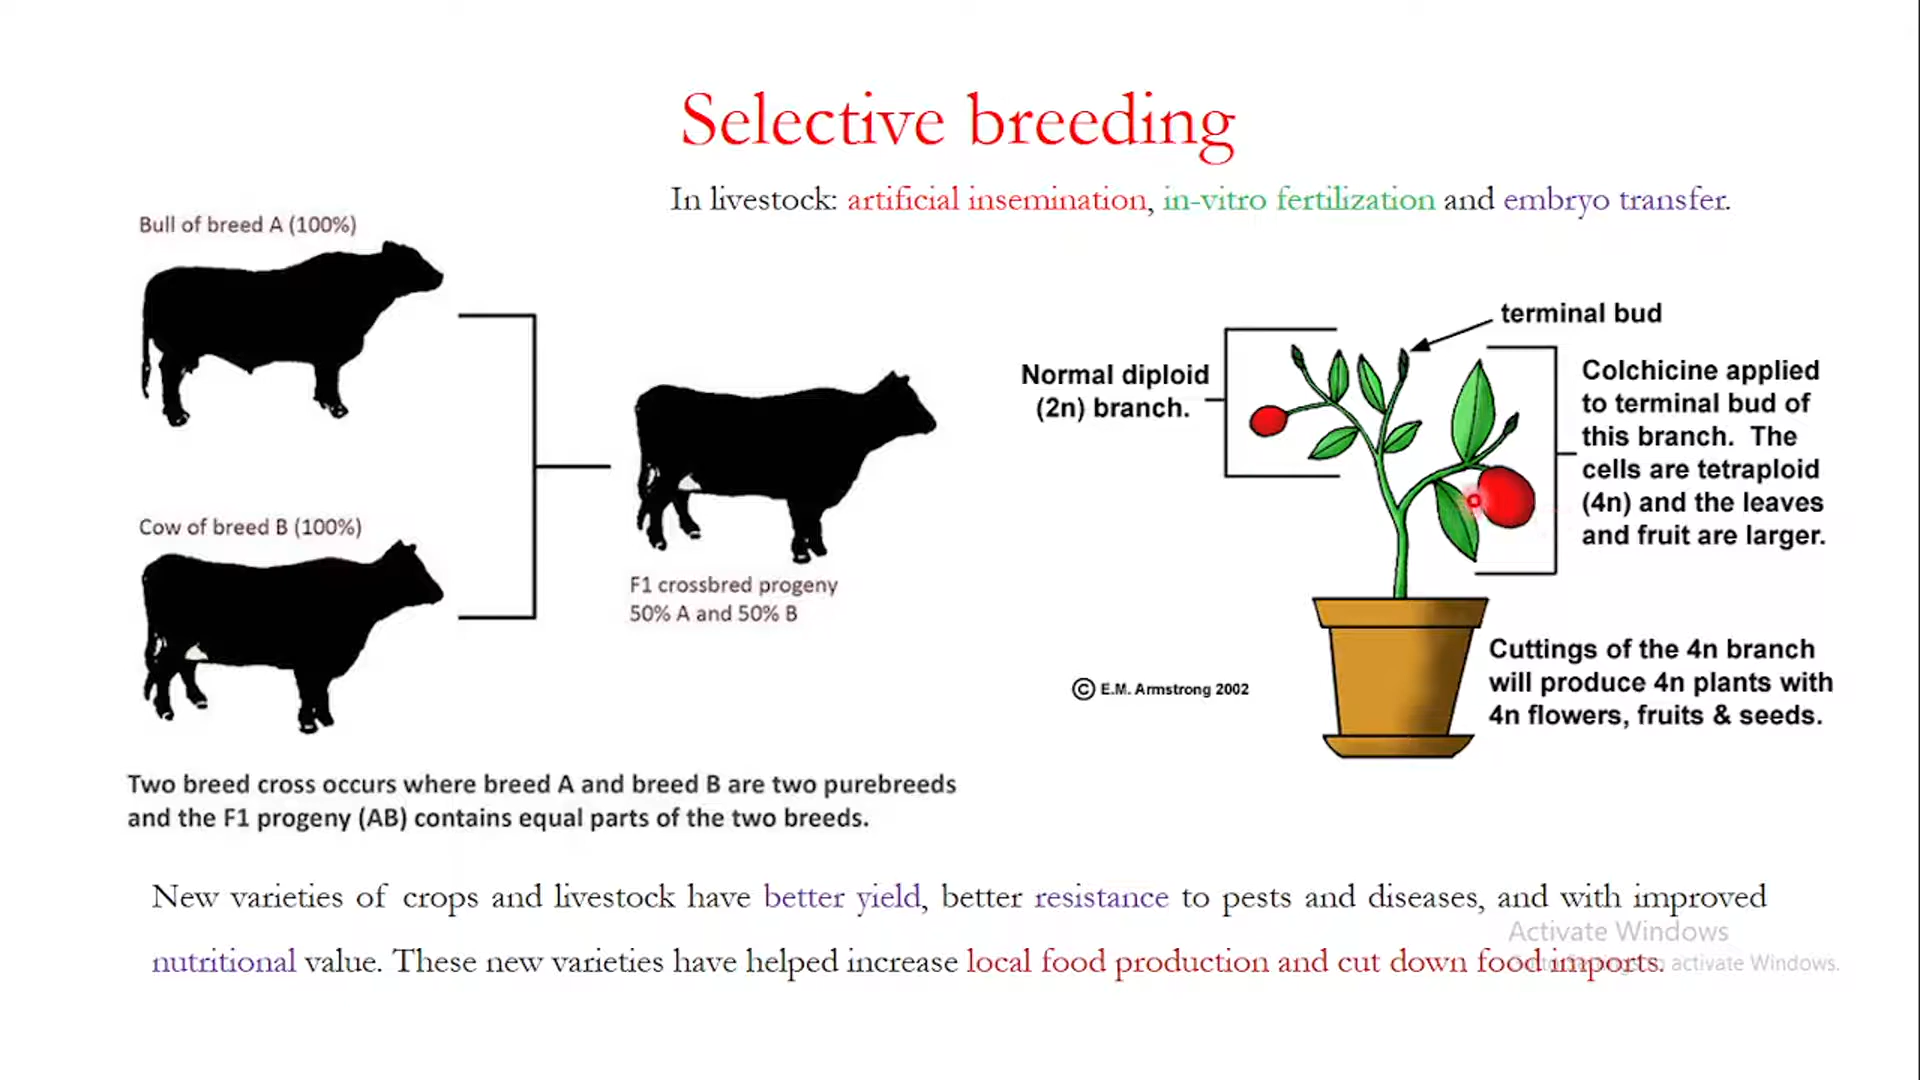 Selective breeding
In livestock: artificial insemination, in-vitro fertilization and embryo transfer.
Bull of breed A (100%)
Cow of breed B (100%)
F1 crossbred progeny
50% A and 50% B
Two breed cross occurs where breed A and breed B are two purebreeds
and the F1 progeny (AB) contains equal parts of the two breeds.
terminal bud
Normal diploid
(2n) branch.
Colchicine applied
to terminal bud of
this branch. The
cells are tetraploid
(4n) and the leaves
and fruit are larger.
Cuttings of the 4n branch
will produce 4n plants with
4n flowers, fruits & seeds.
© E.M. Armstrong 2002
New varieties of crops and livestock have better yield, better resistance to pests and diseases, and with improved
nutritional value. These new varieties have helped increase local food production and cut down food imports.
Activate Windows
activate Windows.